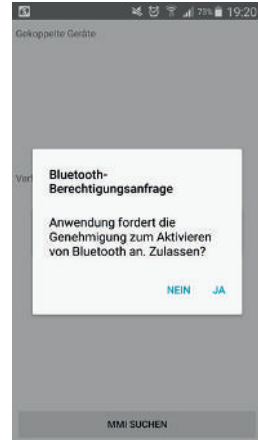 73% 19:20
Gekoppelte Geräte
Bluetooth-
Berechtigungsanfrage
Anwendung fordert die
Genehmigung zum Aktivieren
von Bluetooth an. Zulassen?
NEIN JA
MMI SUCHEN